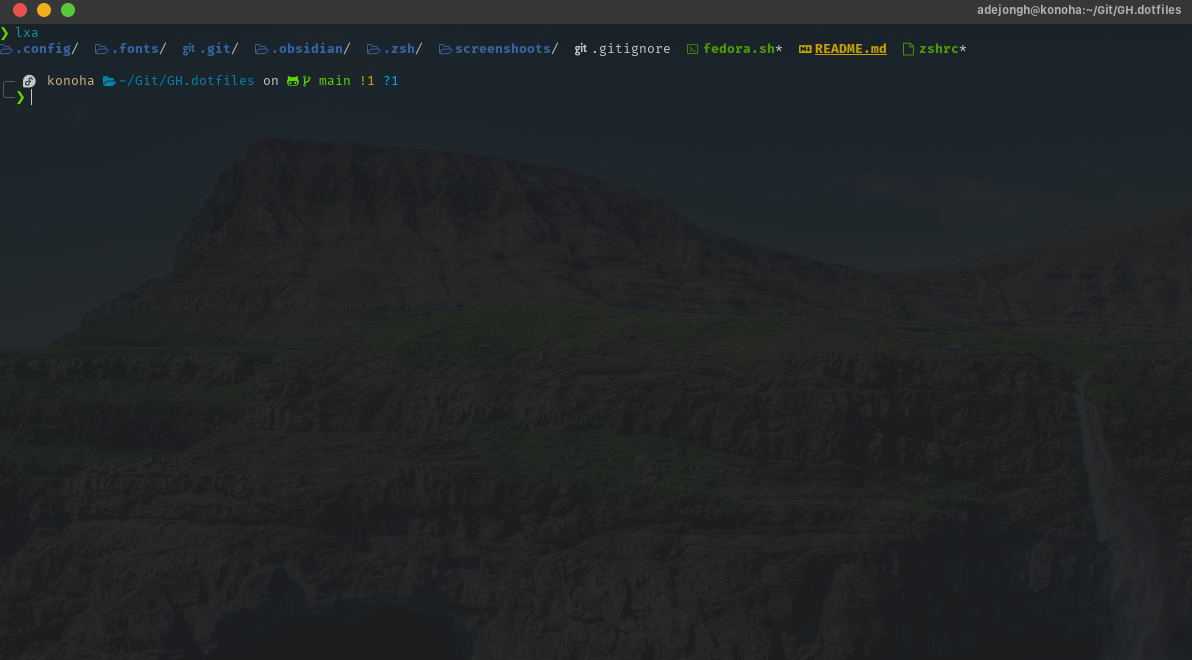 adejongh@konoha:~/Git/GH.dotfiles
❯ lxa
.config/ .fonts/ git .git/ .obsidian/ .zsh/ screenshoots/ git .gitignore fedora.sh* README.md zshrc*
konoha ~/Git/GH.dotfiles on main !1 ?1
❯